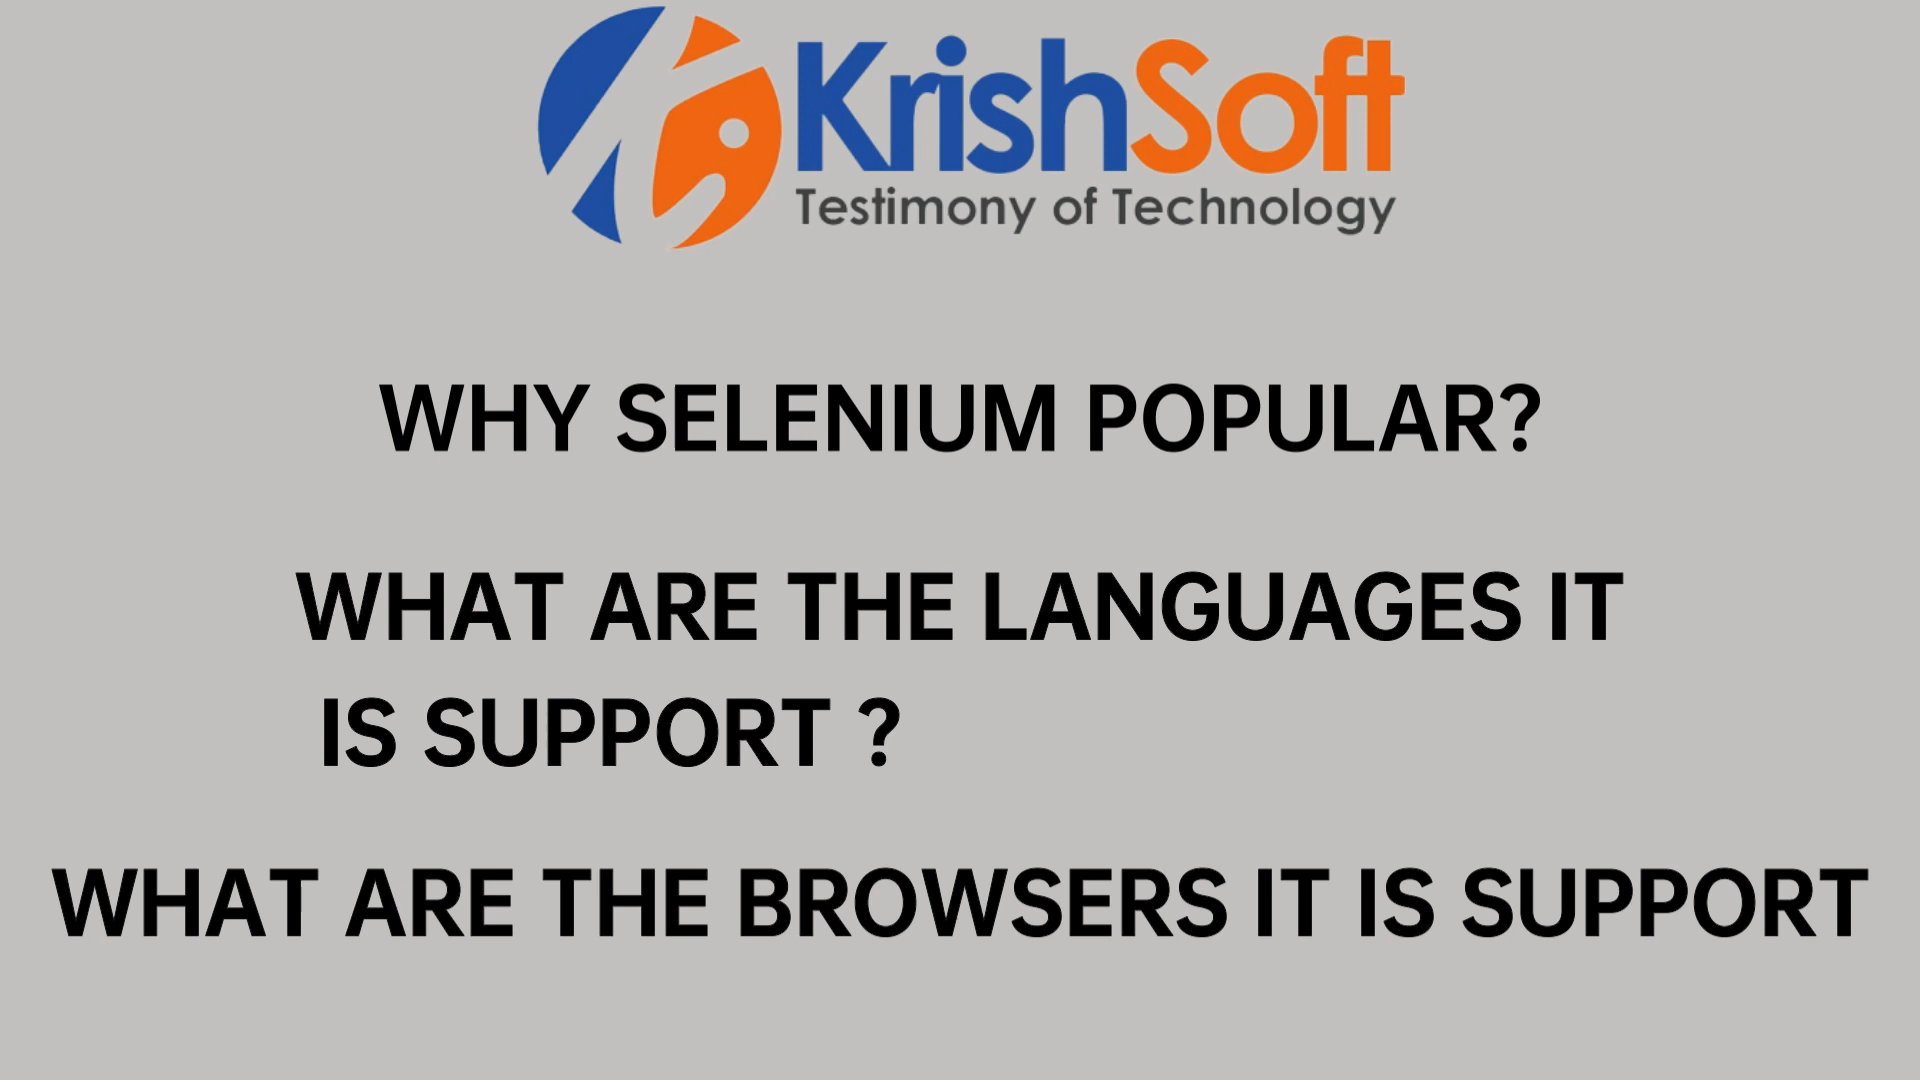 KrishSoft
Testimony of Technology
WHY SELENIUM POPULAR?
WHAT ARE THE LANGUAGES IT
IS SUPPORT ?
WHAT ARE THE BROWSERS IT IS SUPPORT